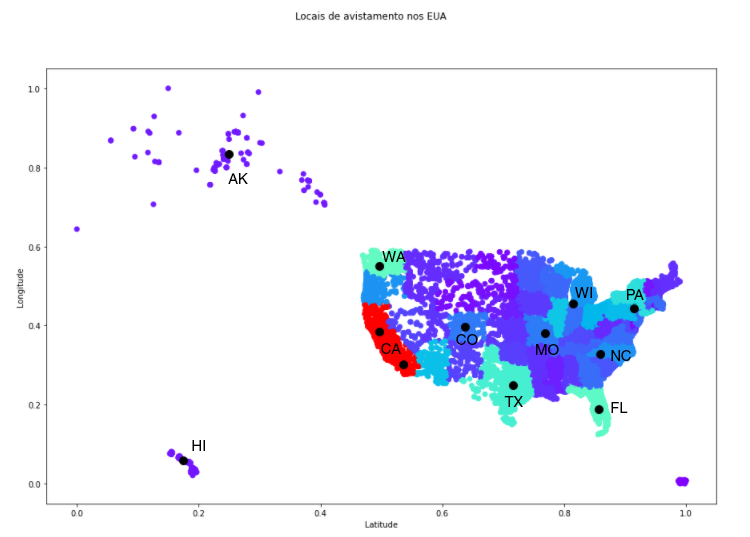 Locais de avistamento nos EUA
1.0
0.8
0.6
0.4
0.2
0.0
Longitude
AK
WA
WI
PA
CA
CO
MO
NC
TX
FL
HI
0.0 0.2 0.4 0.6 0.8 1.0
Latitude